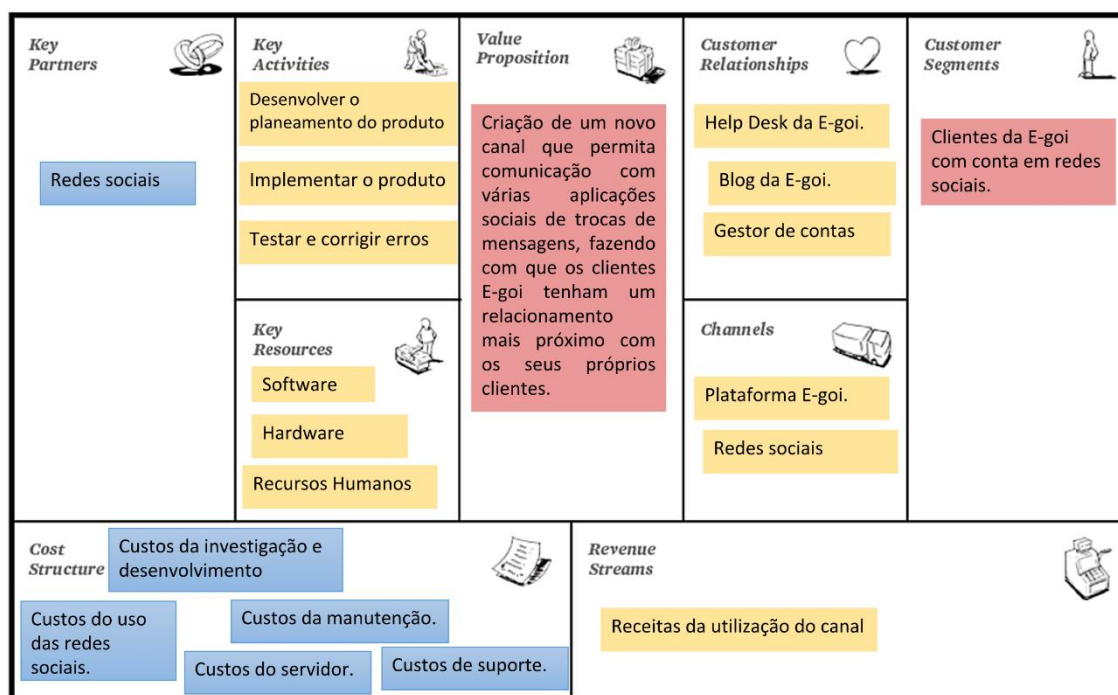 Key
Partners
Redes sociais
Key
Activities
Desenvolver o
planeamento do produto
Implementar o produto
Testar e corrigir erros
Key
Resources
Software
Hardware
Recursos Humanos
Value
Proposition
Criação de um novo
canal que permita
comunicação com
várias aplicações
sociais de trocas de
mensagens, fazendo
com que os clientes
E-goi tenham um
relacionamento
mais próximo com
os seus próprios
clientes.
Customer
Relationships
Help Desk da E-goi.
Blog da E-goi.
Gestor de contas
Channels
Plataforma E-goi.
Redes sociais
Customer
Segments
Clientes da E-goi
com conta em redes
sociais.
Cost
Structure
Custos da investigação e
desenvolvimento
Custos do uso
das redes
sociais.
Custos da manutenção.
Custos do servidor.
Custos de suporte.
Revenue
Streams
Receitas da utilização do canal